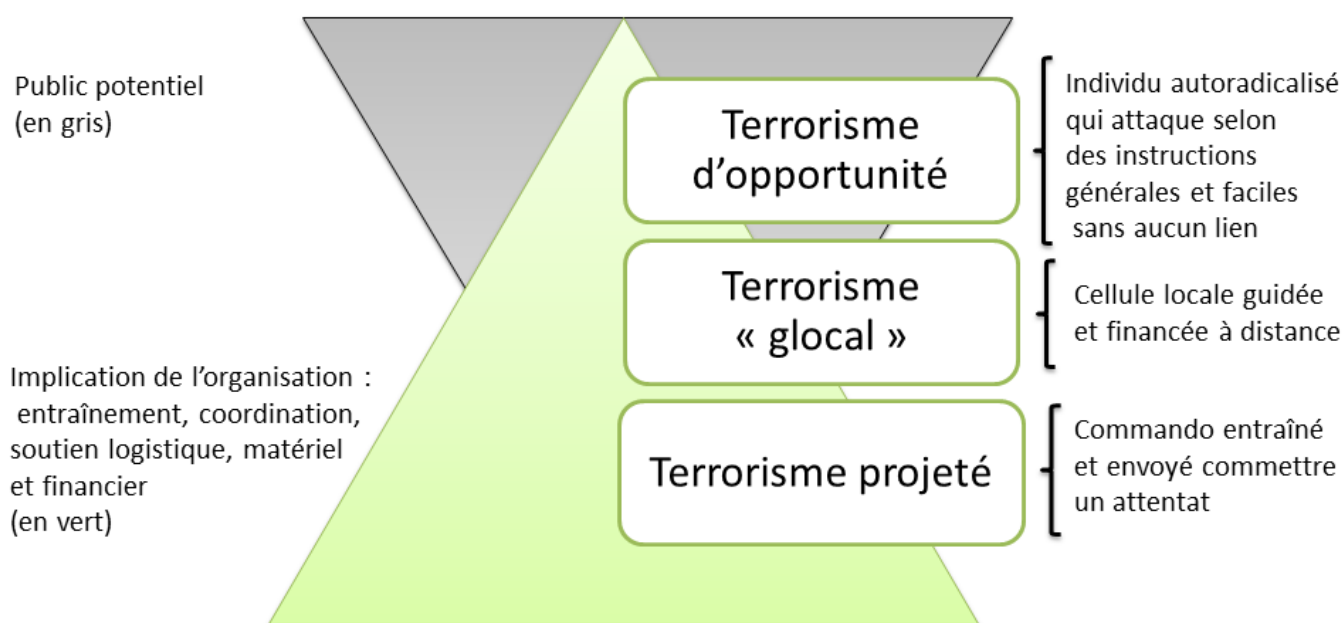 Public potentiel
(en gris)
Terrorisme
d’opportunité
Individu autoradicalisé
qui attaque selon
des instructions
générales et faciles
sans aucun lien
Terrorisme
« glocal »
Cellule locale guidée
et financée à distance
Implication de l’organisation :
entraînement, coordination,
soutien logistique, matériel
et financier
(en vert)
Terrorisme projeté
Commando entraîné
et envoyé commettre
un attentat